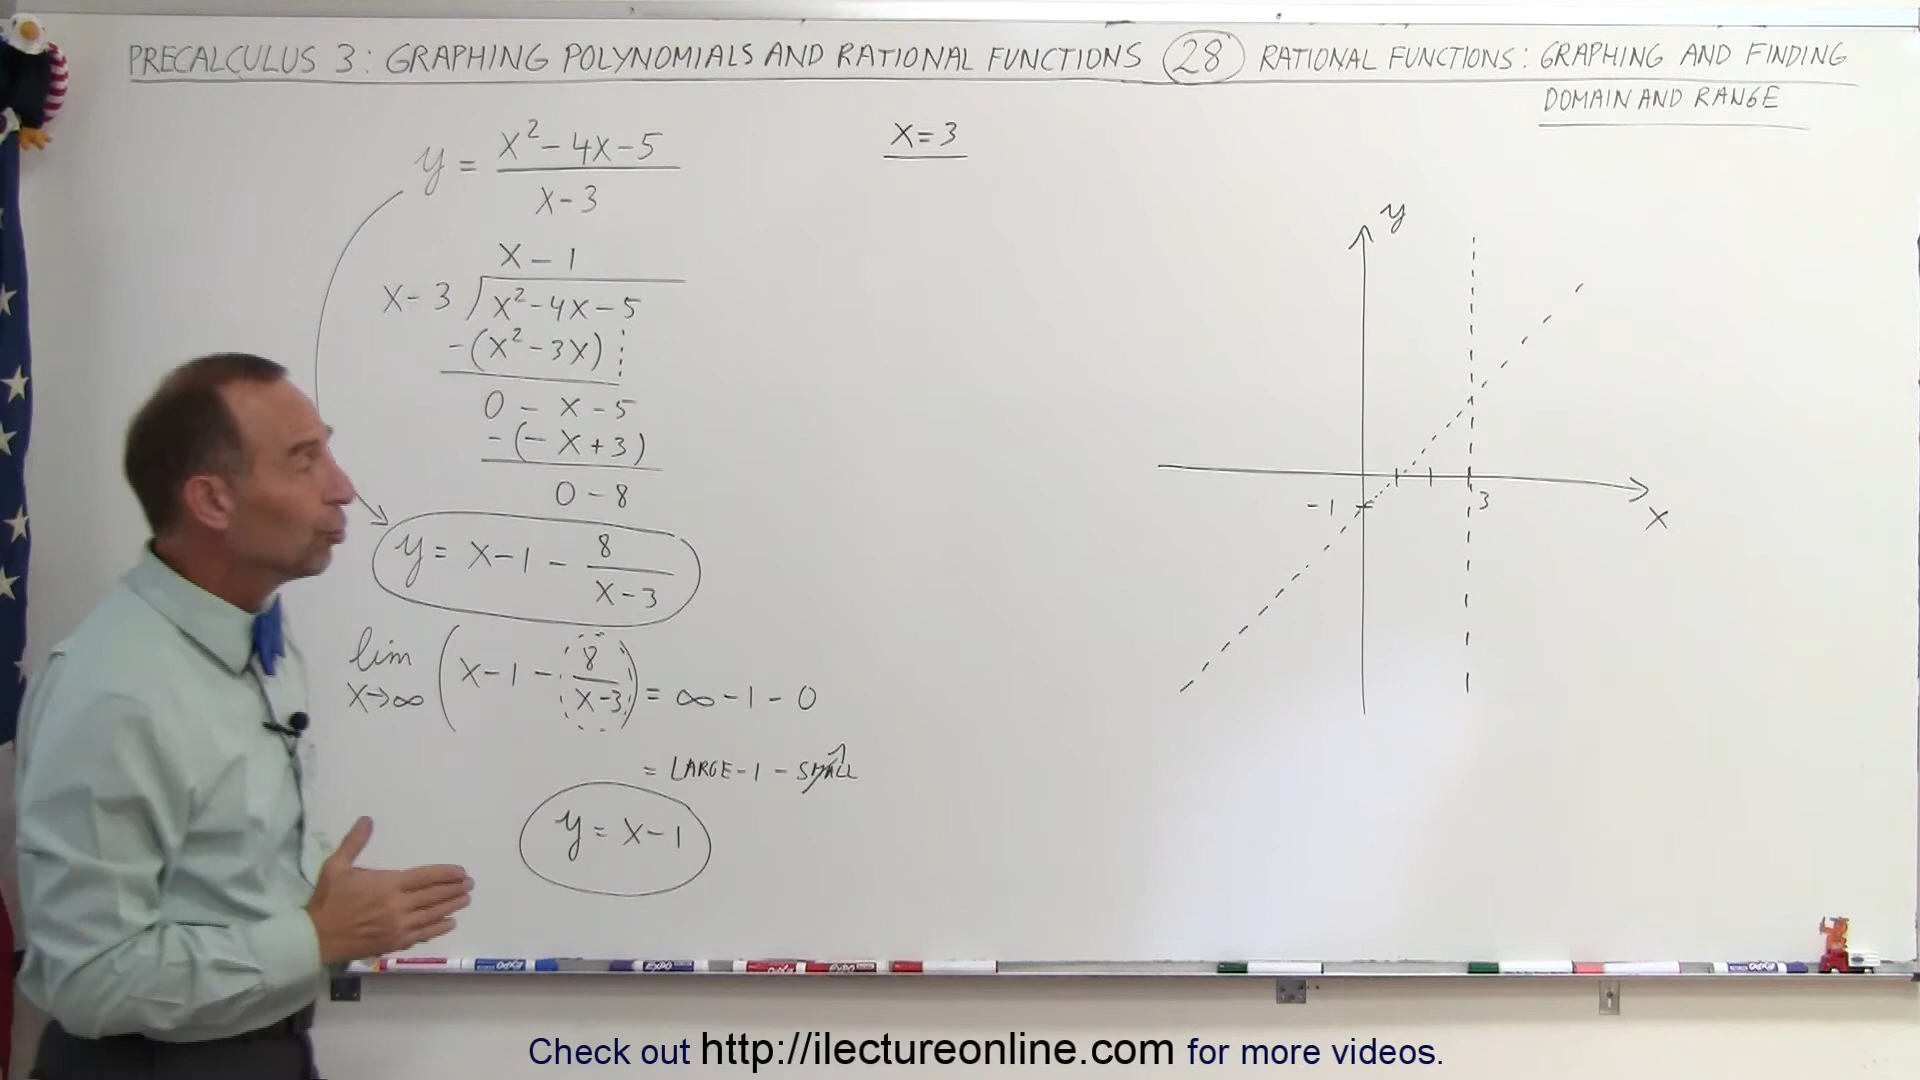 PRECALCULUS 3: GRAPHING POLYNOMIALS AND RATIONAL FUNCTIONS (28) RATIONAL FUNCTIONS: GRAPHING AND FINDING
DOMAIN AND RANGE
y = (x² - 4x - 5)/(x - 3)
x = 3
x - 1
x - 3 √ x² - 4x - 5
-(x² - 3x)
0 - x - 5
-(- x + 3)
0 - 8
y = x - 1 - 8/(x - 3)
lim x→∞ (x - 1 - 8/(x - 3)) = ∞ - 1 - 0
= LARGE - 1 - SMALL
y = x - 1
y
-1
3
x
EXPO
Check out http://ilectureonline.com for more videos.